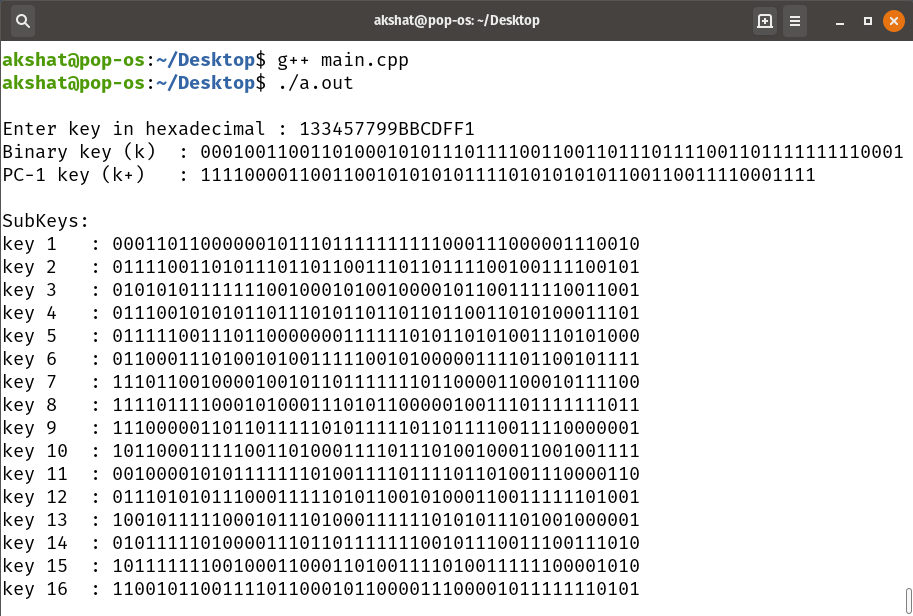 akshat@pop-os: ~/Desktop
akshat@pop-os:~/Desktop$ g++ main.cpp
akshat@pop-os:~/Desktop$ ./a.out
Enter key in hexadecimal : 133457799BBCDFF1
Binary key (k)  : 0001001100110100010101110111100110011011101111001101111111110001
PC-1 key (k+)   : 11110000110011001010101011110101010101100110011110001111
SubKeys:
key 1   : 000110110000001011101111111111000111000001110010
key 2   : 011110011010111011011001110110111100100111100101
key 3   : 010101011111110010001010010000101100111110011001
key 4   : 011100101010110111010110110110110011010100011101
key 5   : 011111001110110000000111111010110101001110101000
key 6   : 011000111010010100111110010100000111101100101111
key 7   : 111011001000010010110111111101100001100010111100
key 8   : 111101111000101000111010110000010011101111111011
key 9   : 111000001101101111101011111011011110011110000001
key 10  : 101100011111001101000111101110100100011001001111
key 11  : 001000010101111111010011110111101101001110000110
key 12  : 011101010111000111110101100101000110011111101001
key 13  : 100101111100010111010001111110101011101001000001
key 14  : 010111110100001110110111111100101110011100111010
key 15  : 101111111001000110001101001111010011111100001010
key 16  : 110010110011110110001011000011100001011111110101